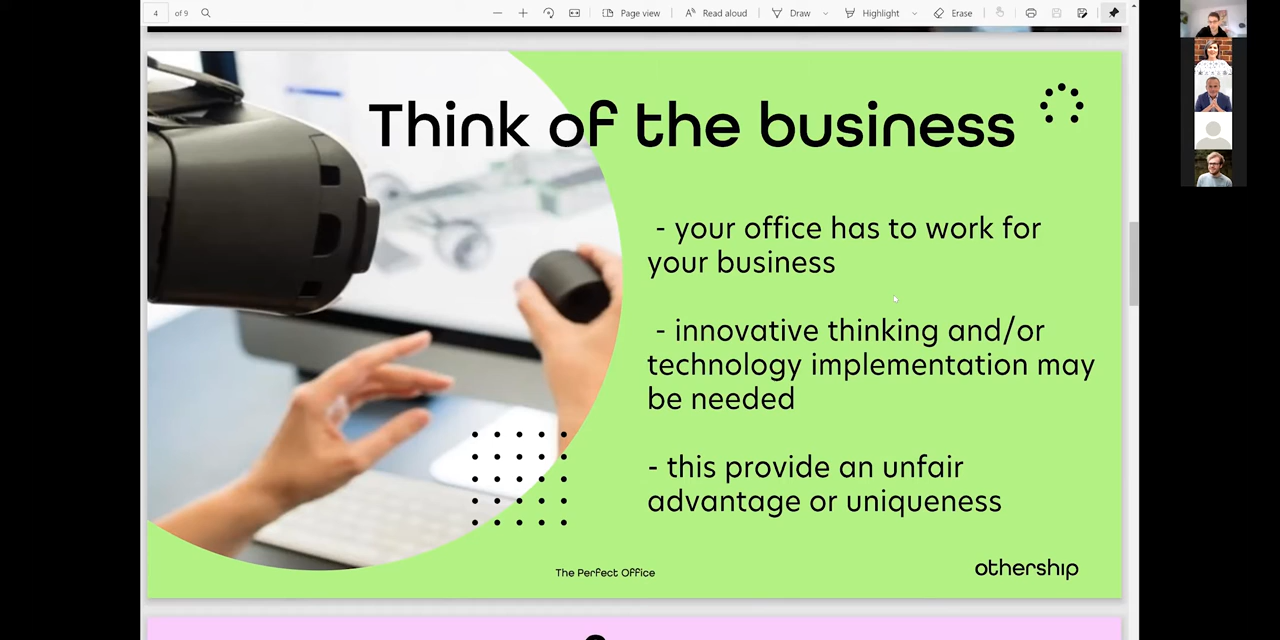 4 of 9 Page view Read aloud Draw Highlight Erase
Think of the business
- your office has to work for
your business
- innovative thinking and/or
technology implementation may
be needed
- this provide an unfair
advantage or uniqueness
The Perfect Office
othership